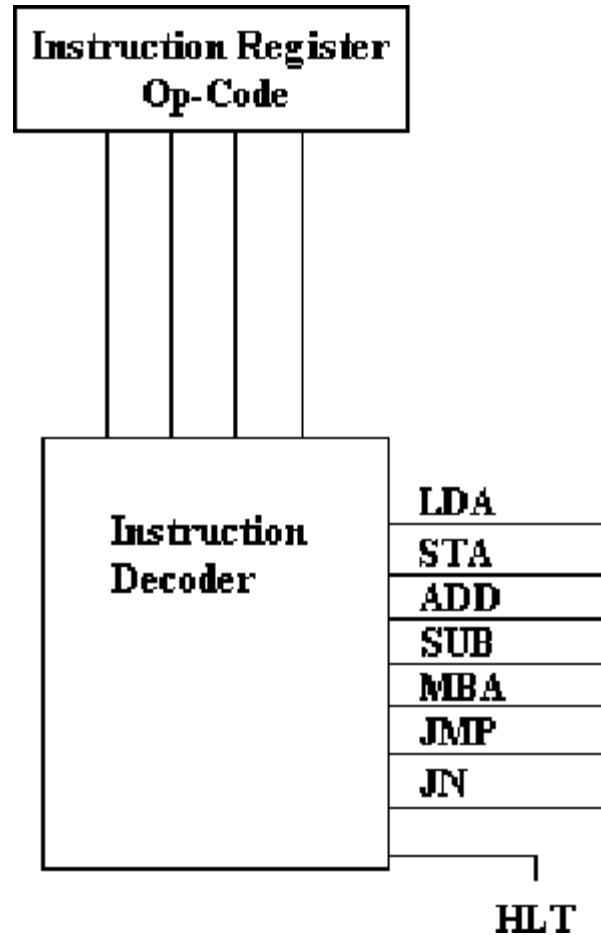 Instruction Register
Op-Code
Instruction
Decoder
LDA
STA
ADD
SUB
MBA
JMP
JN
HLT